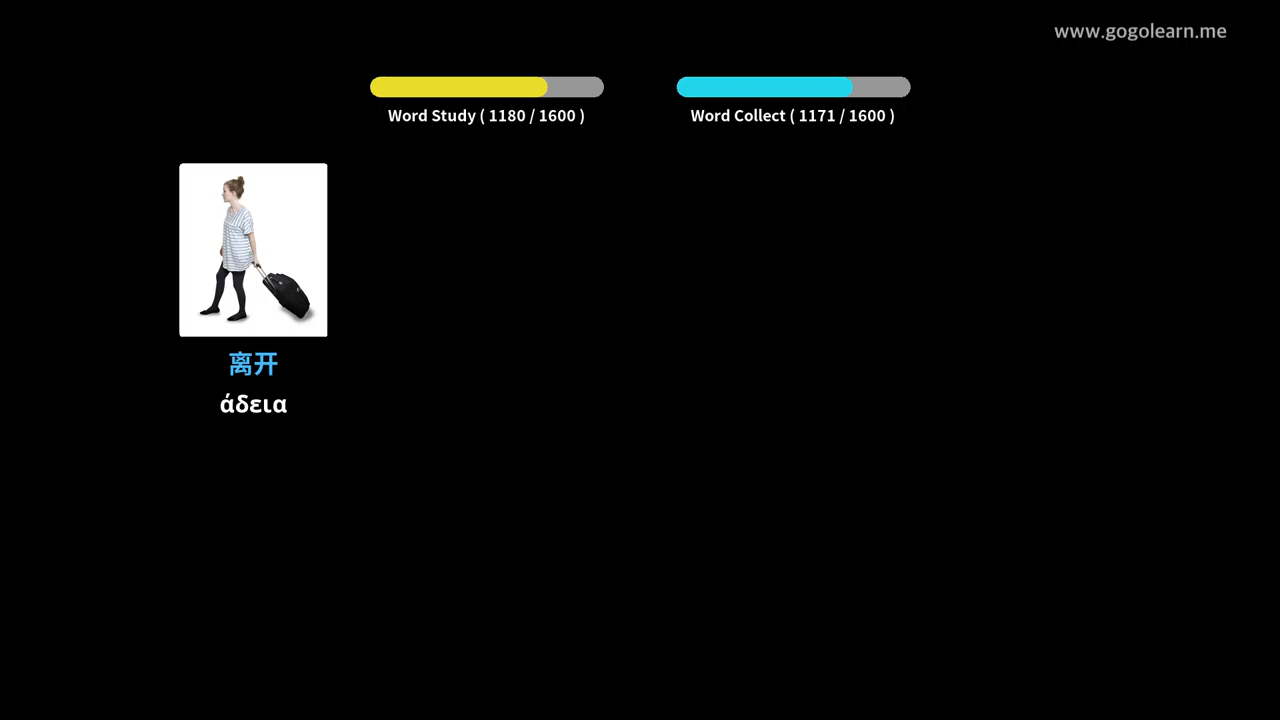 www.gogolearn.me
Word Study ( 1180 / 1600 )
Word Collect ( 1171 / 1600 )
离开
άδεια